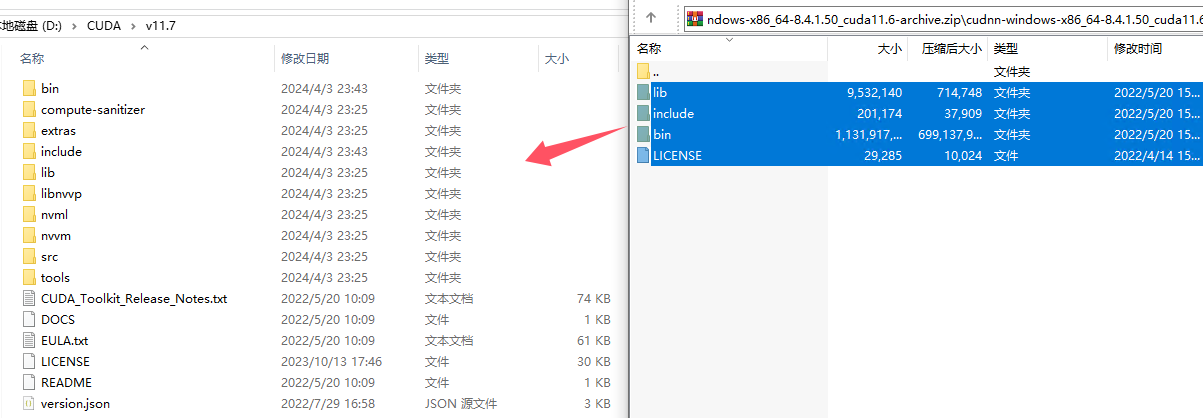 本地磁盘 (D:) > CUDA > v11.7
名称 修改日期 类型 大小
bin 2024/4/3 23:43 文件夹
compute-sanitizer 2024/4/3 23:25 文件夹
extras 2024/4/3 23:25 文件夹
include 2024/4/3 23:43 文件夹
lib 2024/4/3 23:25 文件夹
libnvvp 2024/4/3 23:25 文件夹
nvml 2024/4/3 23:25 文件夹
nvvm 2024/4/3 23:25 文件夹
src 2024/4/3 23:25 文件夹
tools 2024/4/3 23:25 文件夹
CUDA_Toolkit_Release_Notes.txt 2022/5/20 10:09 文本文档 74 KB
DOCS 2022/5/20 10:09 文件 1 KB
EULA.txt 2022/5/20 10:09 文本文档 61 KB
LICENSE 2023/10/13 17:46 文件 30 KB
README 2022/5/20 10:09 文件 1 KB
version.json 2022/7/29 16:58 JSON 源文件 3 KB
ndows-x86_64-8.4.1.50_cuda11.6-archive.zip\cudnn-windows-x86_64-8.4.1.50_cuda11.6
名称 大小 压缩后大小 类型 修改时间
.. 文件夹
lib 9,532,140 714,748 文件夹 2022/5/20 15...
include 201,174 37,909 文件夹 2022/5/20 15...
bin 1,131,917,... 699,137,9... 文件夹 2022/5/20 15...
LICENSE 29,285 10,024 文件 2022/4/14 15...